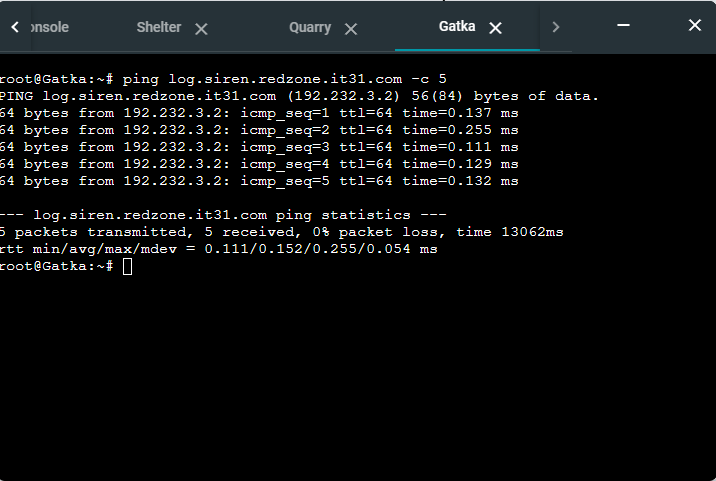 onsole Shelter Quarry Gatka
root@Gatka:~# ping log.siren.redzone.it31.com -c 5
PING log.siren.redzone.it31.com (192.232.3.2) 56(84) bytes of data.
64 bytes from 192.232.3.2: icmp_seq=1 ttl=64 time=0.137 ms
64 bytes from 192.232.3.2: icmp_seq=2 ttl=64 time=0.255 ms
64 bytes from 192.232.3.2: icmp_seq=3 ttl=64 time=0.111 ms
64 bytes from 192.232.3.2: icmp_seq=4 ttl=64 time=0.129 ms
64 bytes from 192.232.3.2: icmp_seq=5 ttl=64 time=0.132 ms
--- log.siren.redzone.it31.com ping statistics ---
5 packets transmitted, 5 received, 0% packet loss, time 13062ms
rtt min/avg/max/mdev = 0.111/0.152/0.255/0.054 ms
root@Gatka:~#